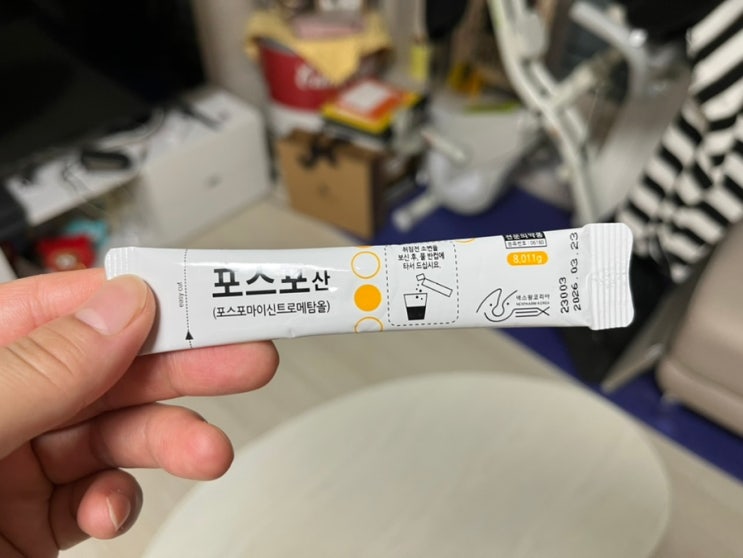 easy cut
포스포산
(포스포마이신트로메탐올)
취침전 소변을
보신 후, 물 반컵에
타서 드십시오.
전문의약품
8.011g
넥스팜코리아
NEXPHARM KOREA
23003
2026.03.23